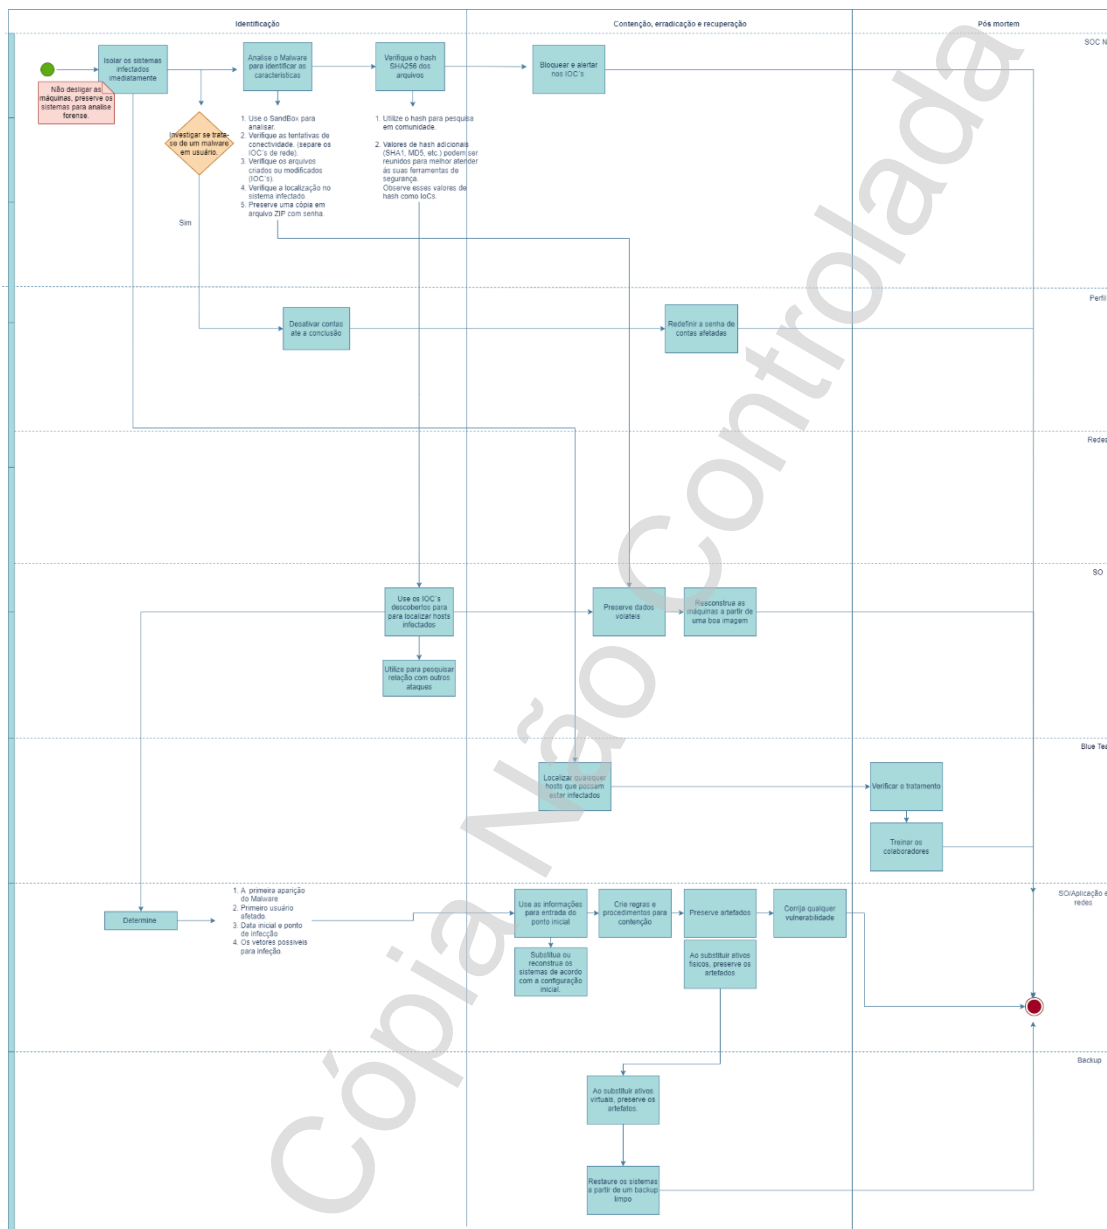 Identificação
Contenção, erradicação e recuperação
Pós mortem
SOC N
Isolar os sistemas
infectados
imediatamente
Não desligar as
máquinas, preserve os
sistemas para analise
forense.
Analise o Malware
para identificar as
características
Verifique o hash
SHA256 dos
arquivos
Bloquear e alertar
nos IOC's
Investigar se trata-
se de um malware
em usuário.
1. Use o SandBox para
analisar.
2. Verifique as tentativas de
conectividade. (separe os
IOC's de rede).
3. Verifique os arquivos
criados ou modificados
(IOC's).
4. Verifique a localização no
sistema infectado
5. Preserve uma cópia em
arquivo ZIP com senha.
1. Utilize o hash para pesquisa
em comunidade.
2. Valores de hash adicionais
(SHA1, MD5, etc.) podem ser
reunidos para melhor atender
ás suas ferramentas de
segurança.
Observe esses valores de
hash como IoCs.
Sim
Perfil
Desativar contas
ate a conclusão
Redefinir a senha de
contas afetadas
Redes
SO
Use os IOC's
descobertos para
para localizar hosts
infectados
Preserve dados
volateis
Resconstrua as
máquinas a partir de
uma boa imagem
Utilize para pesquisar
relação com outros
ataques
Blue Tea
Localizar quaisquer
hosts que possam
estar infectados
Verificar o tratamento
Treinar os
colaboradores
SO/Aplicação e
redes
Determine
1. A primeira aparição
do Malware
2. Primeiro usuário
afetado
3. Data inicial e ponto
de infecção
4. Os vetores possiveis
para infeção
Use as informações
para entrada do
ponto inicial
Crie regras e
procedimentos para
contenção
Preserve artefados
Corrija qualquer
vulnerabilidade
Substitua ou
reconstrua os
sistemas de acordo
com a configuração
inicial.
Ao substituir ativos
fisicos, preserve os
artefados
Backup
Ao substituir ativos
virtuais, preserve os
artefatos.
Restaure os sistemas
a partir de um backup
limpo
Cópia Não Controlada